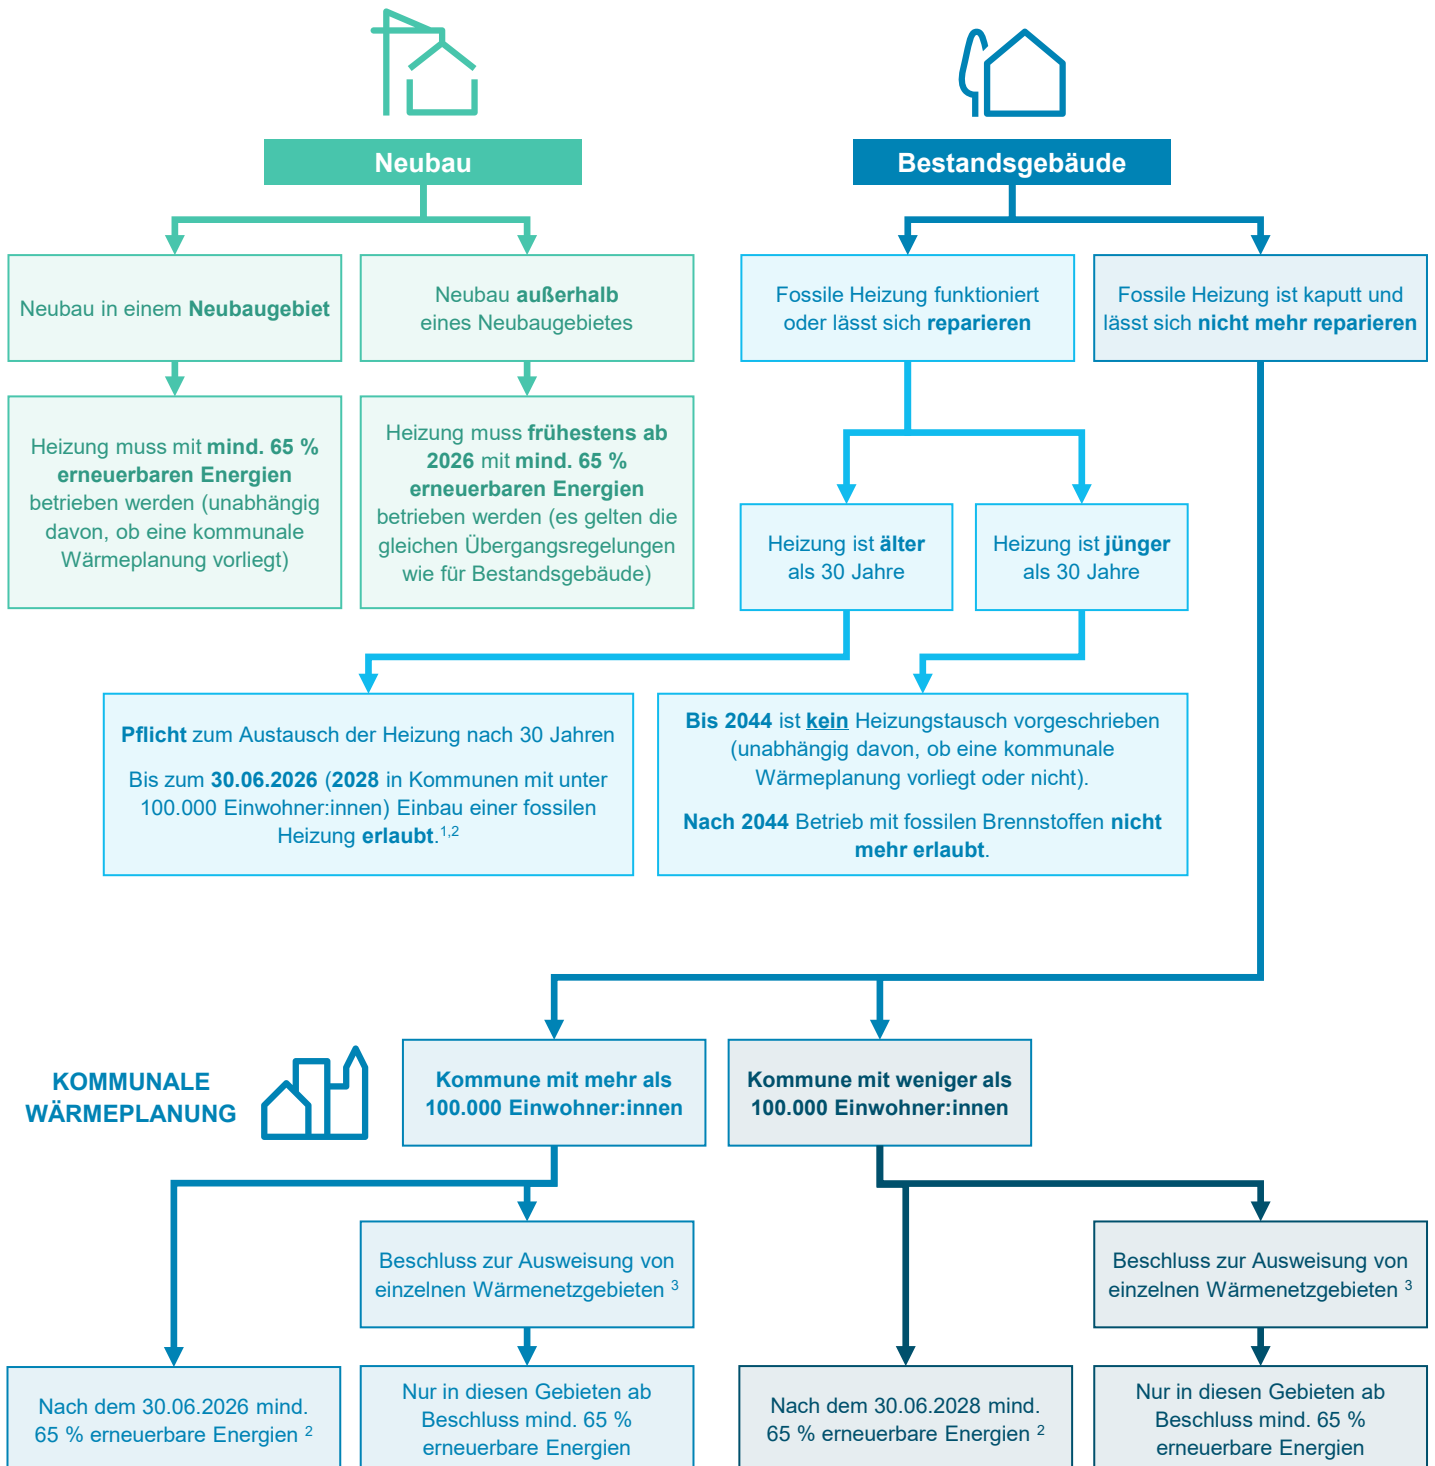 Neubau
Bestandsgebäude
Neubau in einem Neubaugebiet
Neubau außerhalb
eines Neubaugebietes
Fossile Heizung funktioniert
oder lässt sich reparieren
Fossile Heizung ist kaputt und
lässt sich nicht mehr reparieren
Heizung muss mit mind. 65 %
erneuerbaren Energien
betrieben werden (unabhängig
davon, ob eine kommunale
Wärmeplanung vorliegt)
Heizung muss frühestens ab
2026 mit mind. 65 %
erneuerbaren Energien
betrieben werden (es gelten die
gleichen Übergangsregelungen
wie für Bestandsgebäude)
Heizung ist älter
als 30 Jahre
Heizung ist jünger
als 30 Jahre
Pflicht zum Austausch der Heizung nach 30 Jahren
Bis zum 30.06.2026 (2028 in Kommunen mit unter
100.000 Einwohner:innen) Einbau einer fossilen
Heizung erlaubt.1,2
Bis 2044 ist kein Heizungstausch vorgeschrieben
(unabhängig davon, ob eine kommunale
Wärmeplanung vorliegt oder nicht).
Nach 2044 Betrieb mit fossilen Brennstoffen nicht
mehr erlaubt.
KOMMUNALE
WÄRMEPLANUNG
Kommune mit mehr als
100.000 Einwohner:innen
Kommune mit weniger als
100.000 Einwohner:innen
Beschluss zur Ausweisung von
einzelnen Wärmenetzgebieten 3
Beschluss zur Ausweisung von
einzelnen Wärmenetzgebieten 3
Nach dem 30.06.2026 mind.
65 % erneuerbare Energien 2
Nur in diesen Gebieten ab
Beschluss mind. 65 %
erneuerbare Energien
Nach dem 30.06.2028 mind.
65 % erneuerbare Energien 2
Nur in diesen Gebieten ab
Beschluss mind. 65 %
erneuerbare Energien